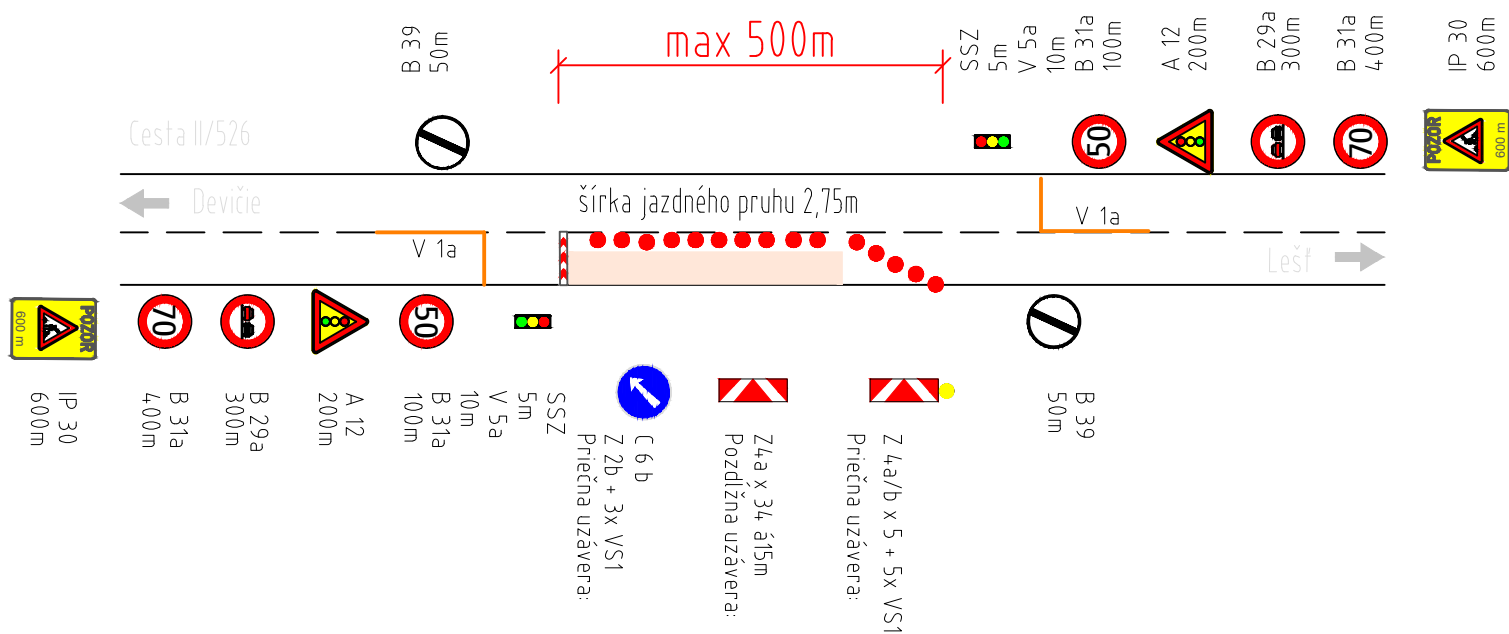 B 39
50m
max 500m
SSZ
5m
V 5a
10m
B 31a
100m
A 12
200m
B 29a
300m
B 31a
400m
IP 30
600m
Cesta II/526
50
70
POZOR
600 m
Devičie
šírka jazdného pruhu 2,75m
V 1a
V 1a
Lešť
POZOR
600 m
70
50
IP 30
600m
B 31a
400m
B 29a
300m
A 12
200m
B 31a
100m
V 5a
10m
SSZ
5m
C 6 b
Z 2b + 3x VS1
Priečna uzávera:
Z4a x 34 á15m
Pozdĺžna uzávera:
Z 4a/b x 5 + 5x VS1
Priečna uzávera:
B 39
50m